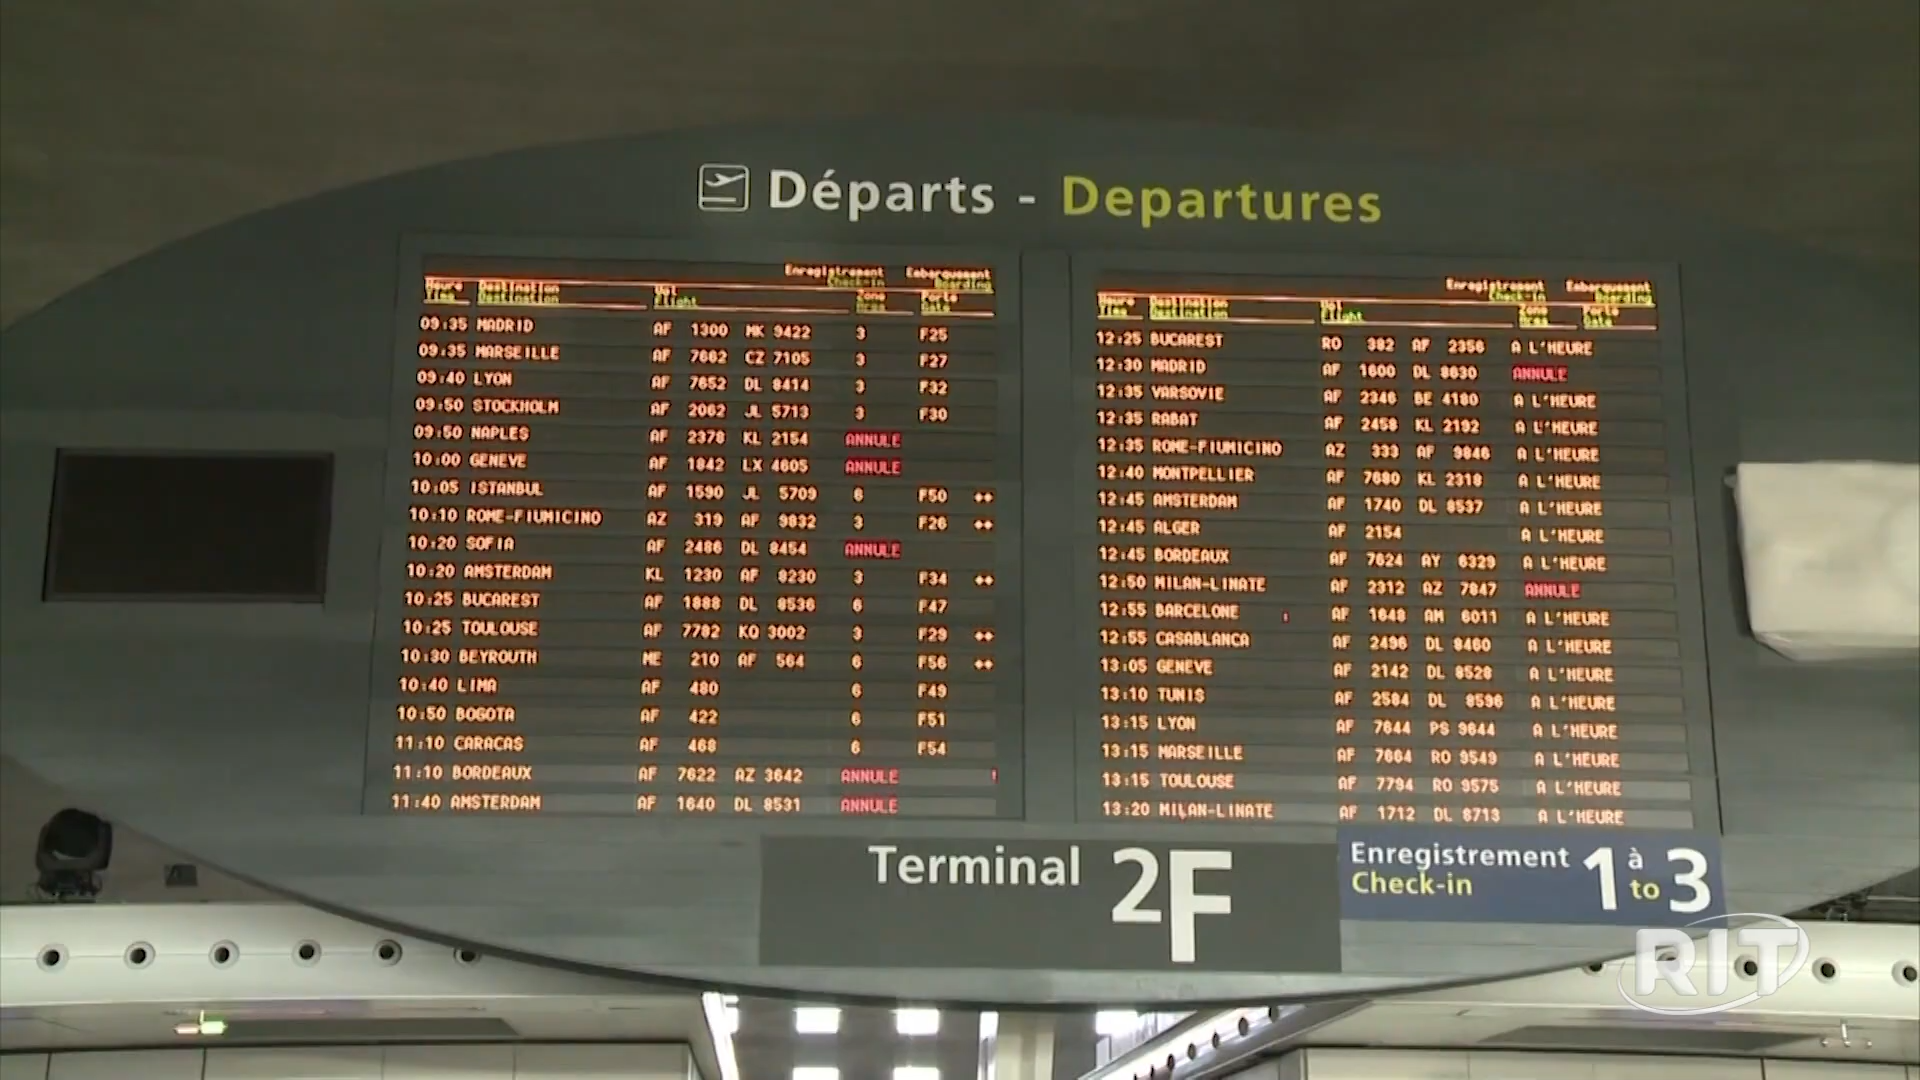 Départs - Departures
Enregistrement Embarquement
Check-in Boarding
Heure Destination Vol Zone Porte
Time Destination Flight Area Gate
09:35 MADRID AF 1300 MK 9422 3 F25
09:35 MARSEILLE AF 7662 CZ 7105 3 F27
09:40 LYON AF 7652 DL 8414 3 F32
09:50 STOCKHOLM AF 2062 JL 5713 3 F30
09:50 NAPLES AF 2378 KL 2154 ANNULE
10:00 GENEVE AF 1842 LX 4605 ANNULE
10:05 ISTANBUL AF 1590 JL 5709 6 F50
10:10 ROME-FIUMICINO AZ 319 AF 9832 3 F26
10:20 SOFIA AF 2486 DL 8454 ANNULE
10:20 AMSTERDAM KL 1230 AF 8230 3 F34
10:25 BUCAREST AF 1888 DL 8536 6 F47
10:25 TOULOUSE AF 7782 KQ 3002 3 F29
10:30 BEYROUTH ME 210 AF 564 6 F56
10:40 LIMA AF 480 6 F49
10:50 BOGOTA AF 422 6 F51
11:10 CARACAS AF 468 6 F54
11:10 BORDEAUX AF 7622 AZ 3642 ANNULE
11:40 AMSTERDAM AF 1640 DL 8531 ANNULE
Enregistrement Embarquement
Check-in Boarding
Heure Destination Vol Zone Porte
Time Destination Flight Area Gate
12:25 BUCAREST RO 382 AF 2356 A L'HEURE
12:30 MADRID AF 1600 DL 8630 ANNULE
12:35 VARSOVIE AF 2346 BE 4180 A L'HEURE
12:35 RABAT AF 2458 KL 2192 A L'HEURE
12:35 ROME-FIUMICINO AZ 333 AF 9846 A L'HEURE
12:40 MONTPELLIER AF 7680 KL 2318 A L'HEURE
12:45 AMSTERDAM AF 1740 DL 8537 A L'HEURE
12:45 ALGER AF 2154 A L'HEURE
12:45 BORDEAUX AF 7624 AY 6329 A L'HEURE
12:50 MILAN-LINATE AF 2312 AZ 7847 ANNULE
12:55 BARCELONE AF 1648 AM 6011 A L'HEURE
12:55 CASABLANCA AF 2496 DL 8460 A L'HEURE
13:05 GENEVE AF 2142 DL 8528 A L'HEURE
13:10 TUNIS AF 2584 DL 8596 A L'HEURE
13:15 LYON AF 7644 PS 9644 A L'HEURE
13:15 MARSEILLE AF 7664 RO 9549 A L'HEURE
13:15 TOULOUSE AF 7794 RO 9575 A L'HEURE
13:20 MILAN-LINATE AF 1712 DL 8713 A L'HEURE
Terminal 2F
Enregistrement 1 à 3
Check-in to
RIT